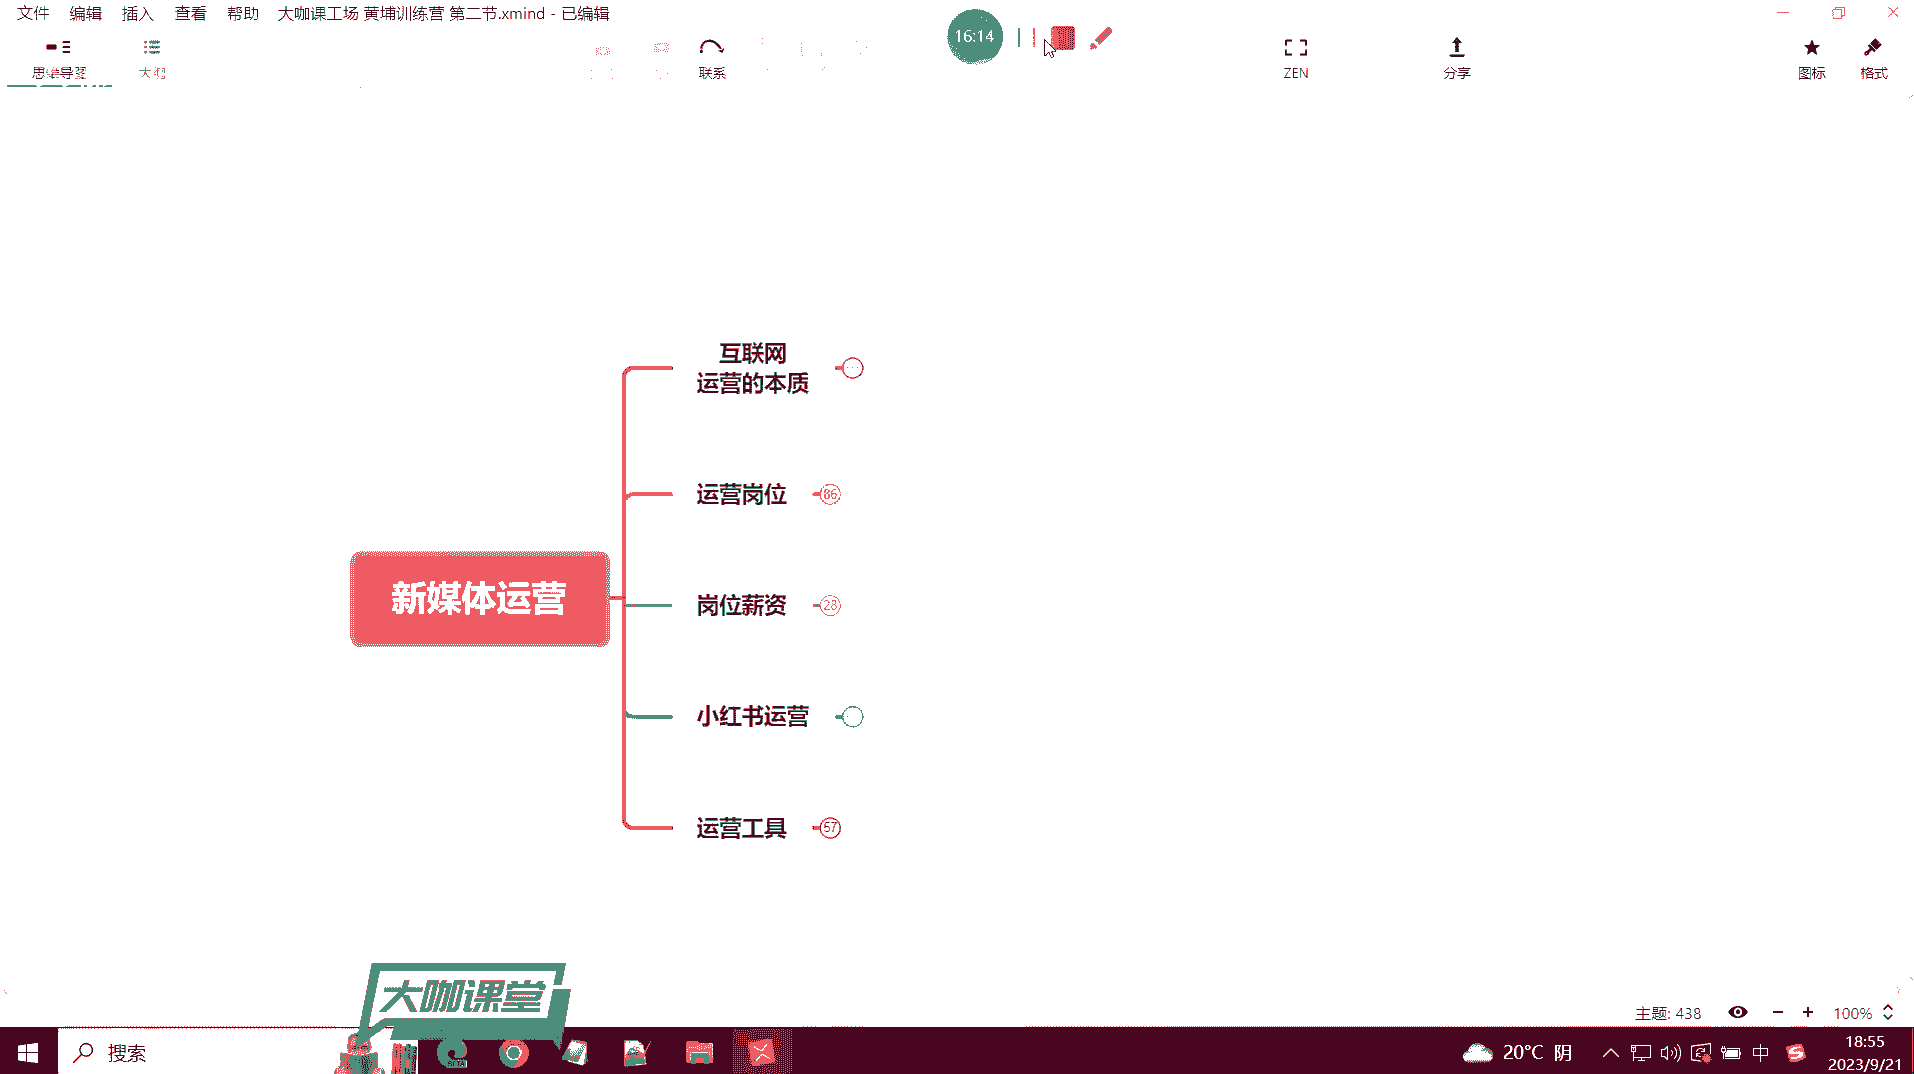 文件 编辑 插入 查看 帮助 大咖课工场 黄埔训练营 第二节.xmind - 已编辑
16:14
思维导图 大纲 联系 ZEN 分享 图标 格式
互联网
运营的本质
运营岗位 86
新媒体运营
岗位薪资 28
小红书运营
运营工具 57
大咖课堂
主题: 438 100%
搜索
BETA
20°C 阴
中
18:55
2023/9/21